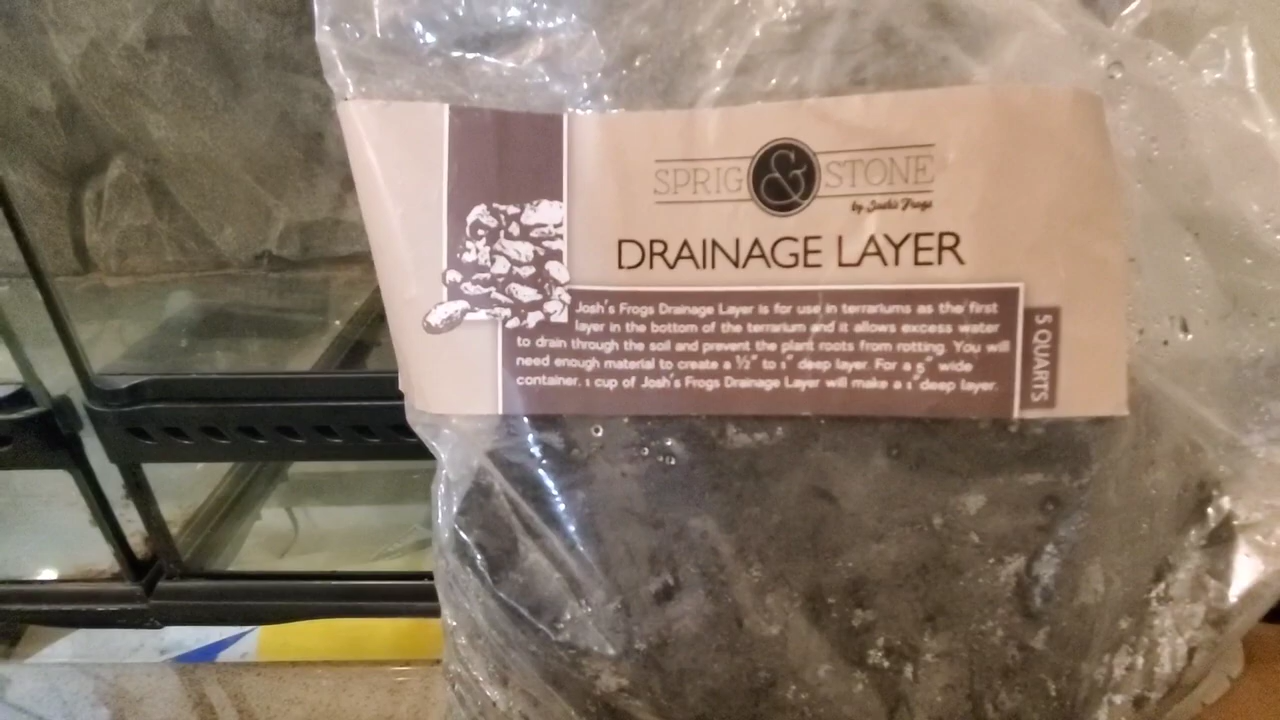 SPRIG & STONE
by Josh's Frogs
DRAINAGE LAYER
Josh's Frogs Drainage Layer is for use in terrariums as the first
layer in the bottom of the terrarium and it allows excess water
to drain through the soil and prevent the plant roots from rotting. You will
need enough material to create a ½" to 1" deep layer. For a 5" wide
container, 1 cup of Josh's Frogs Drainage Layer will make a 1" deep layer.
5 QUARTS